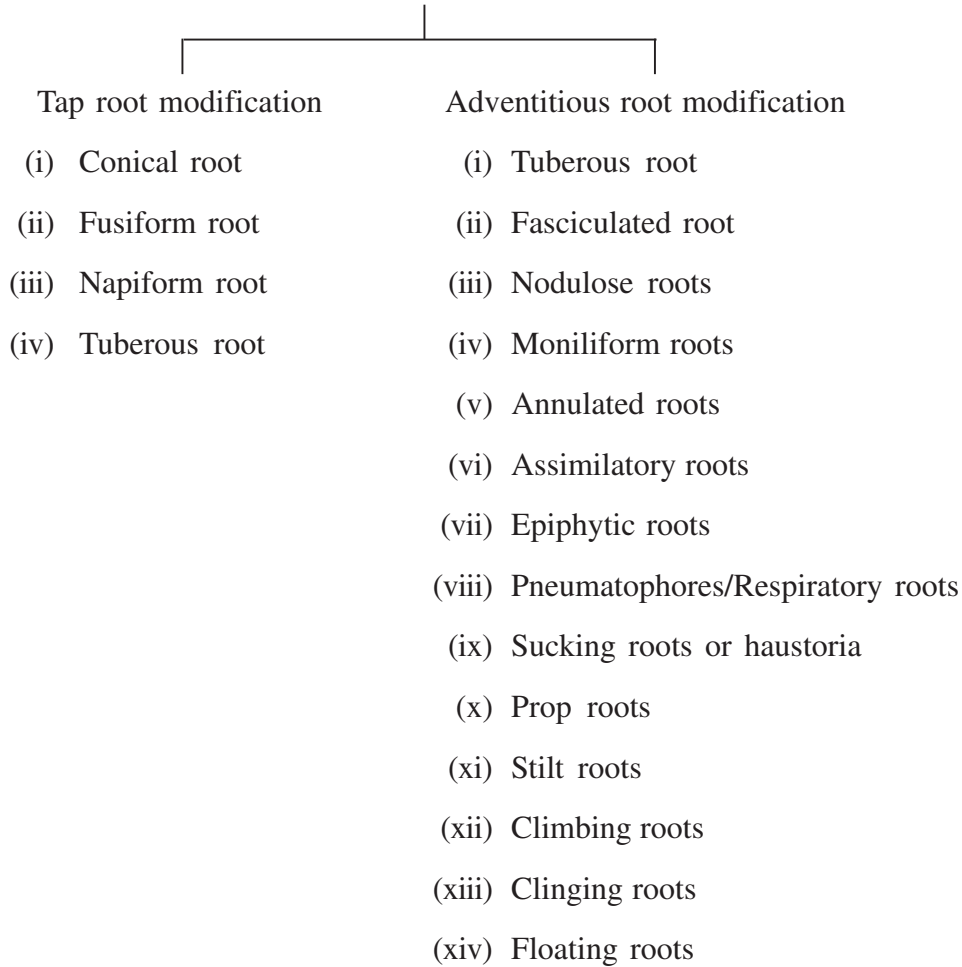 Tap root modification
(i) Conical root
(ii) Fusiform root
(iii) Napiform root
(iv) Tuberous root
Adventitious root modification
(i) Tuberous root
(ii) Fasciculated root
(iii) Nodulose roots
(iv) Moniliform roots
(v) Annulated roots
(vi) Assimilatory roots
(vii) Epiphytic roots
(viii) Pneumatophores/Respiratory roots
(ix) Sucking roots or haustoria
(x) Prop roots
(xi) Stilt roots
(xii) Climbing roots
(xiii) Clinging roots
(xiv) Floating roots